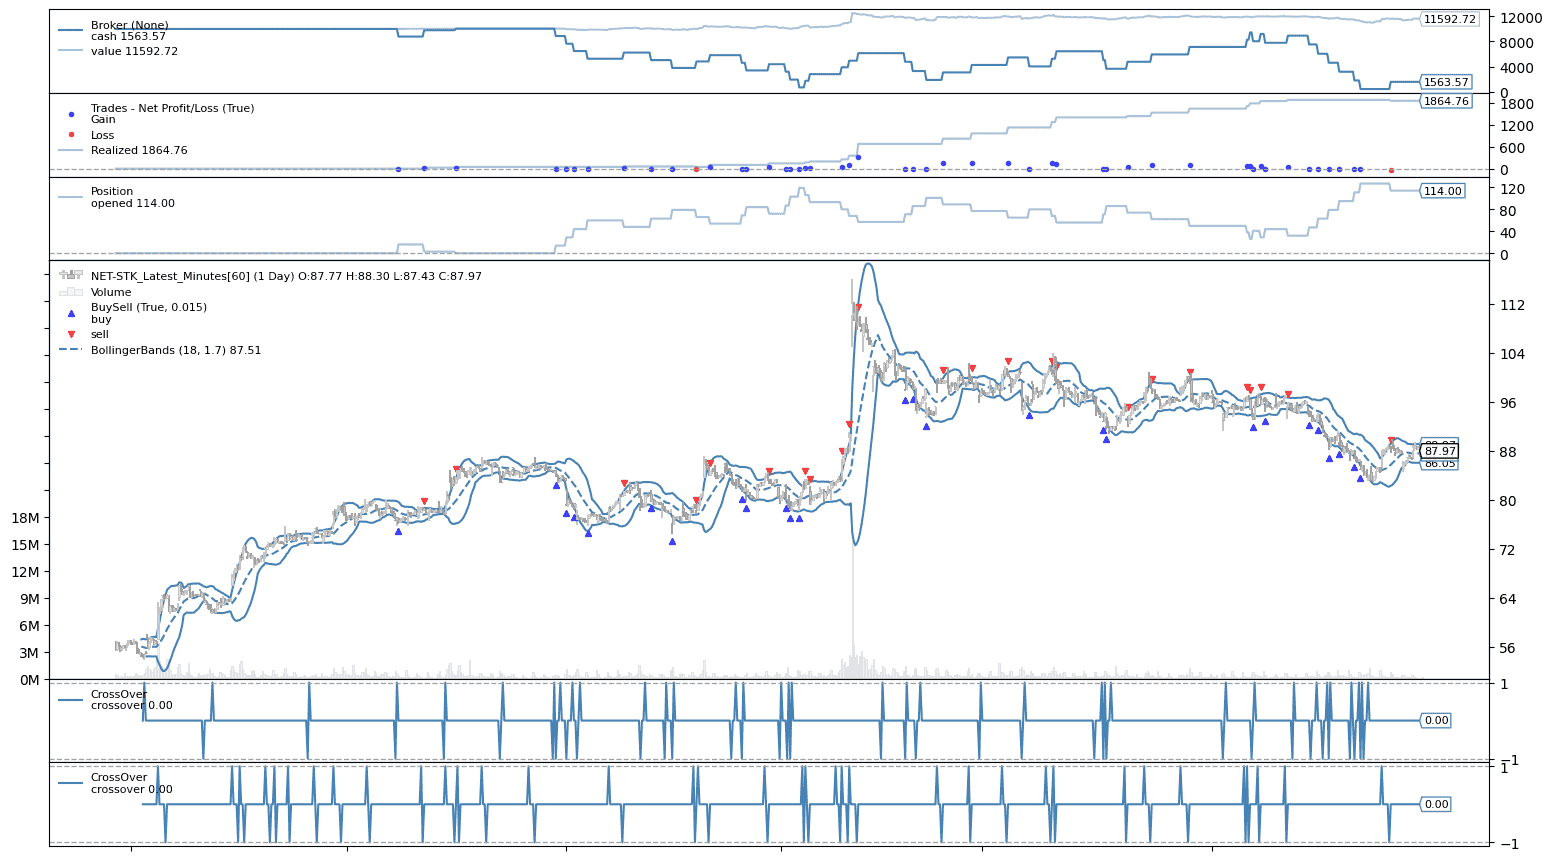 Broker (None)
cash 1563.57
value 11592.72
11592.72
1563.57
12000
8000
4000
0
Trades - Net Profit/Loss (True)
Gain
Loss
Realized 1864.76
1864.76
1800
1200
600
0
Position
opened 114.00
114.00
120
80
40
0
NET-STK_Latest_Minutes[60] (1 Day) O:87.77 H:88.30 L:87.43 C:87.97
Volume
BuySell (True, 0.015)
buy
sell
BollingerBands (18, 1.7) 87.51
112
104
96
88
80
72
64
56
87.97
86.05
18M
15M
12M
9M
6M
3M
0M
CrossOver
crossover 0.00
0.00
1
−1
CrossOver
crossover 0.00
0.00
1
−1